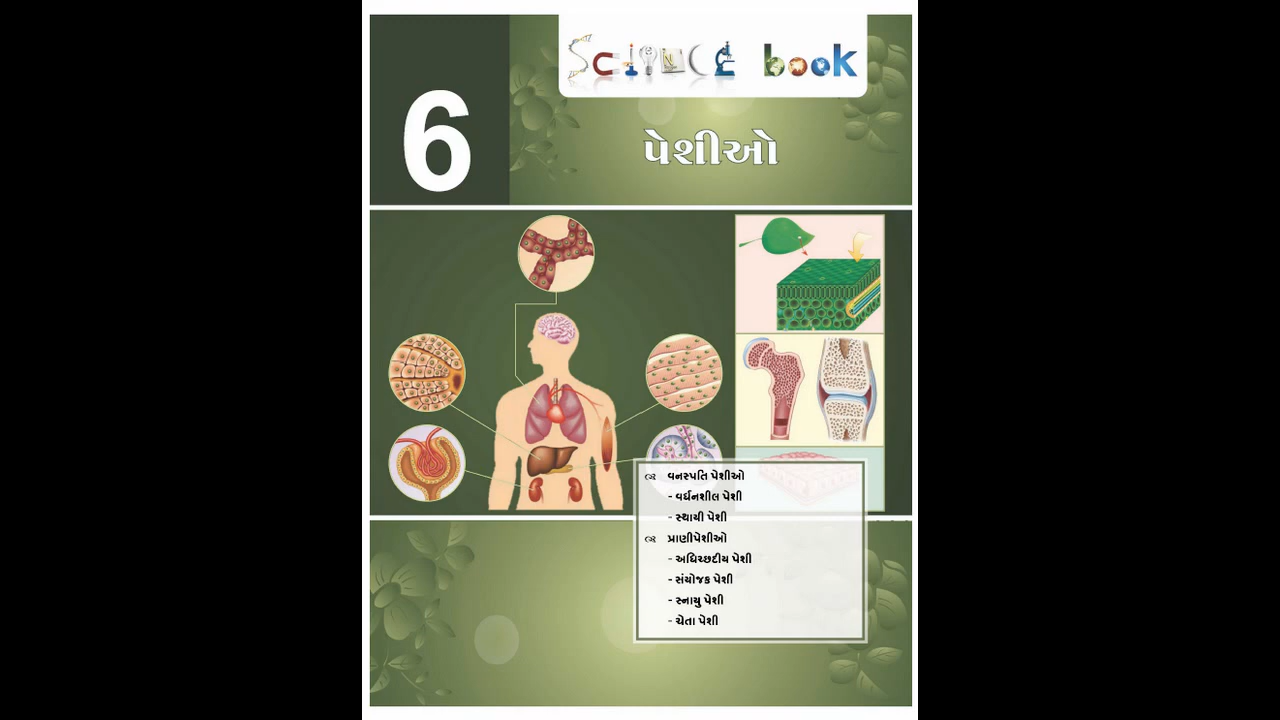 Science book
6
પેશીઓ
વનસ્પતિ પેશીઓ
- વર્ધનશીલ પેશી
- સ્થાયી પેશી
પ્રાણીપેશીઓ
- અધિચ્છદીય પેશી
- સંયોજક પેશી
- સ્નાયુ પેશી
- ચેતા પેશી